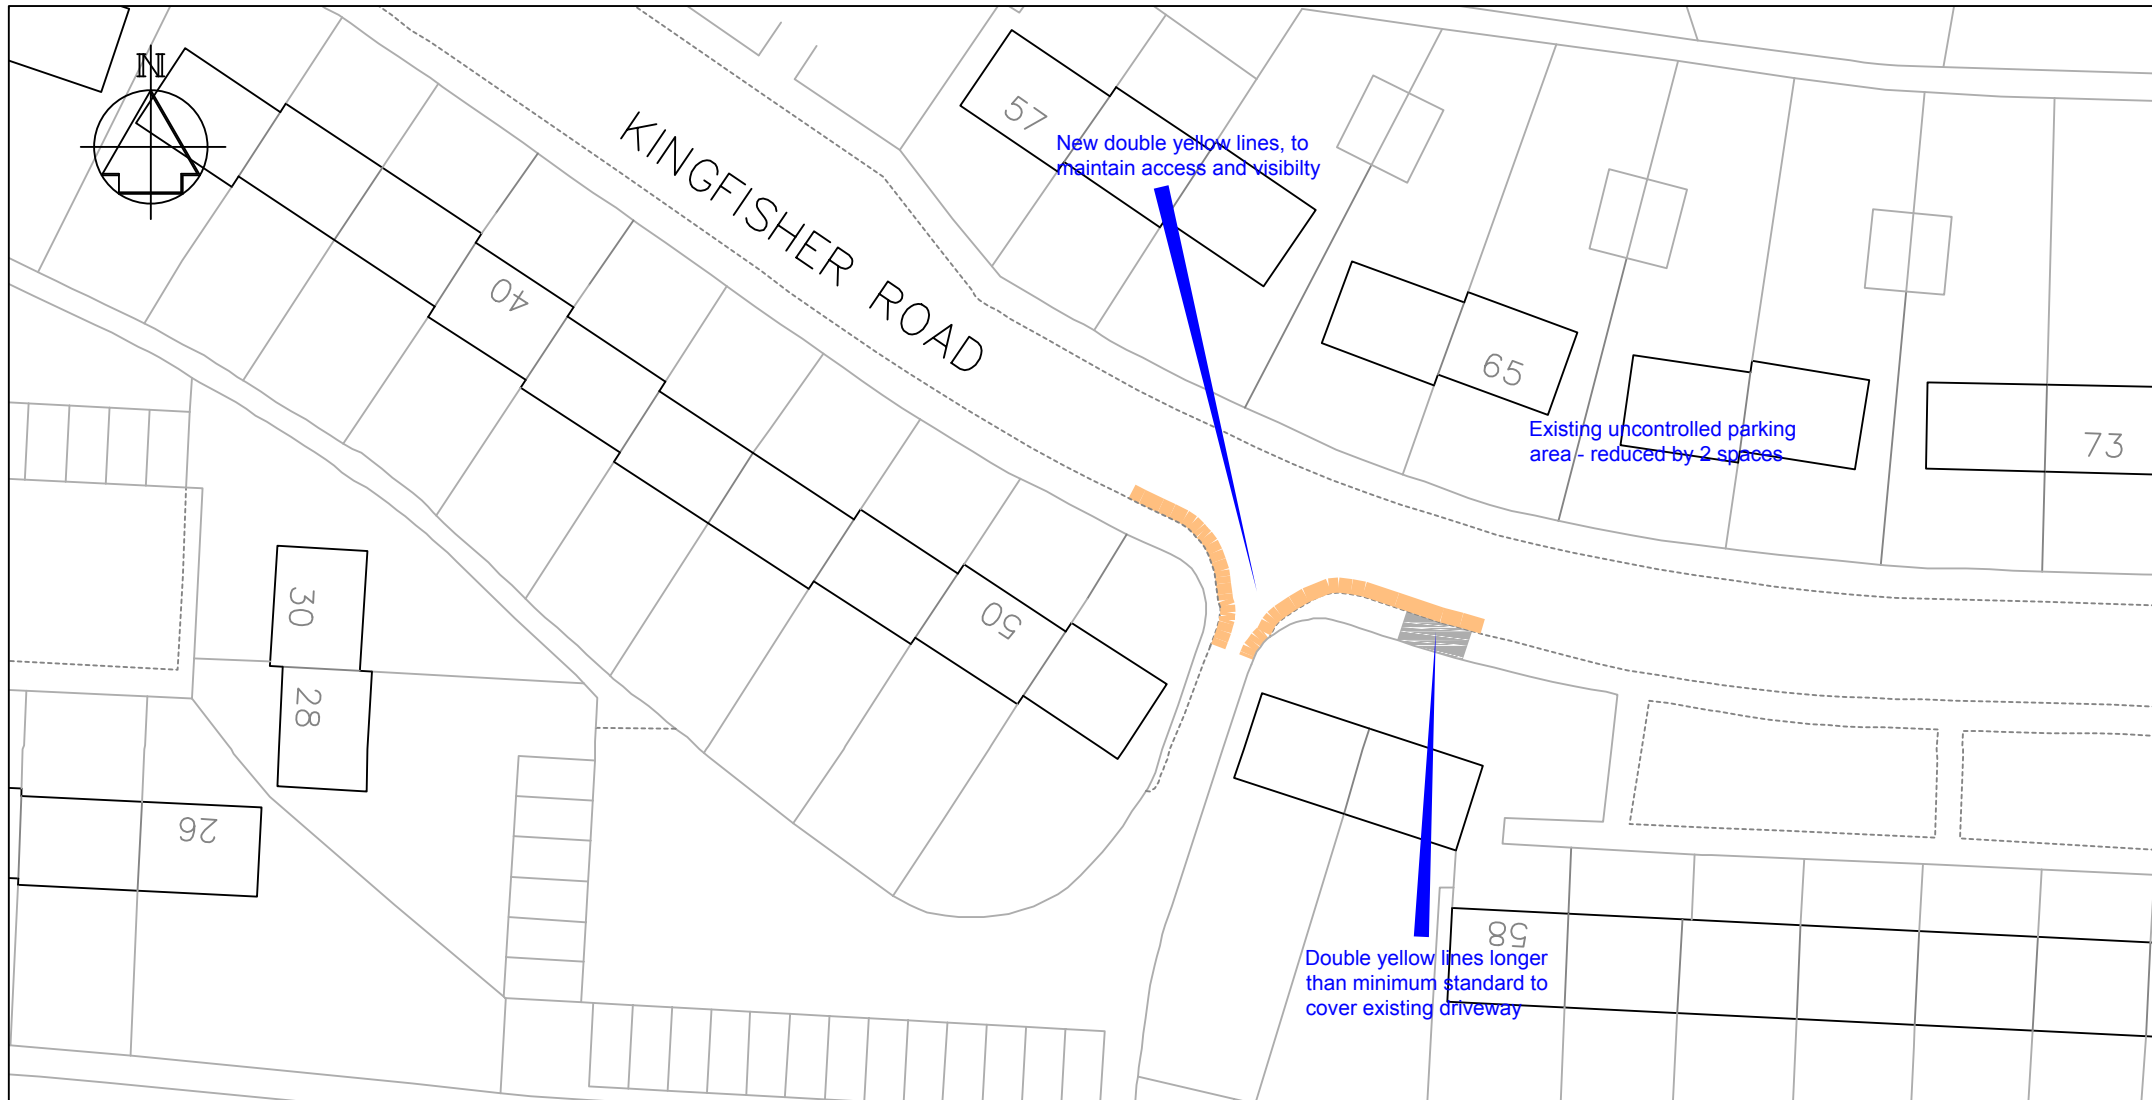 N
57
New double yellow lines, to
maintain access and visibilty
KINGFISHER ROAD
40
65
Existing uncontrolled parking
area - reduced by 2 spaces
73
30
50
28
26
58
Double yellow lines longer
than minimum standard to
cover existing driveway